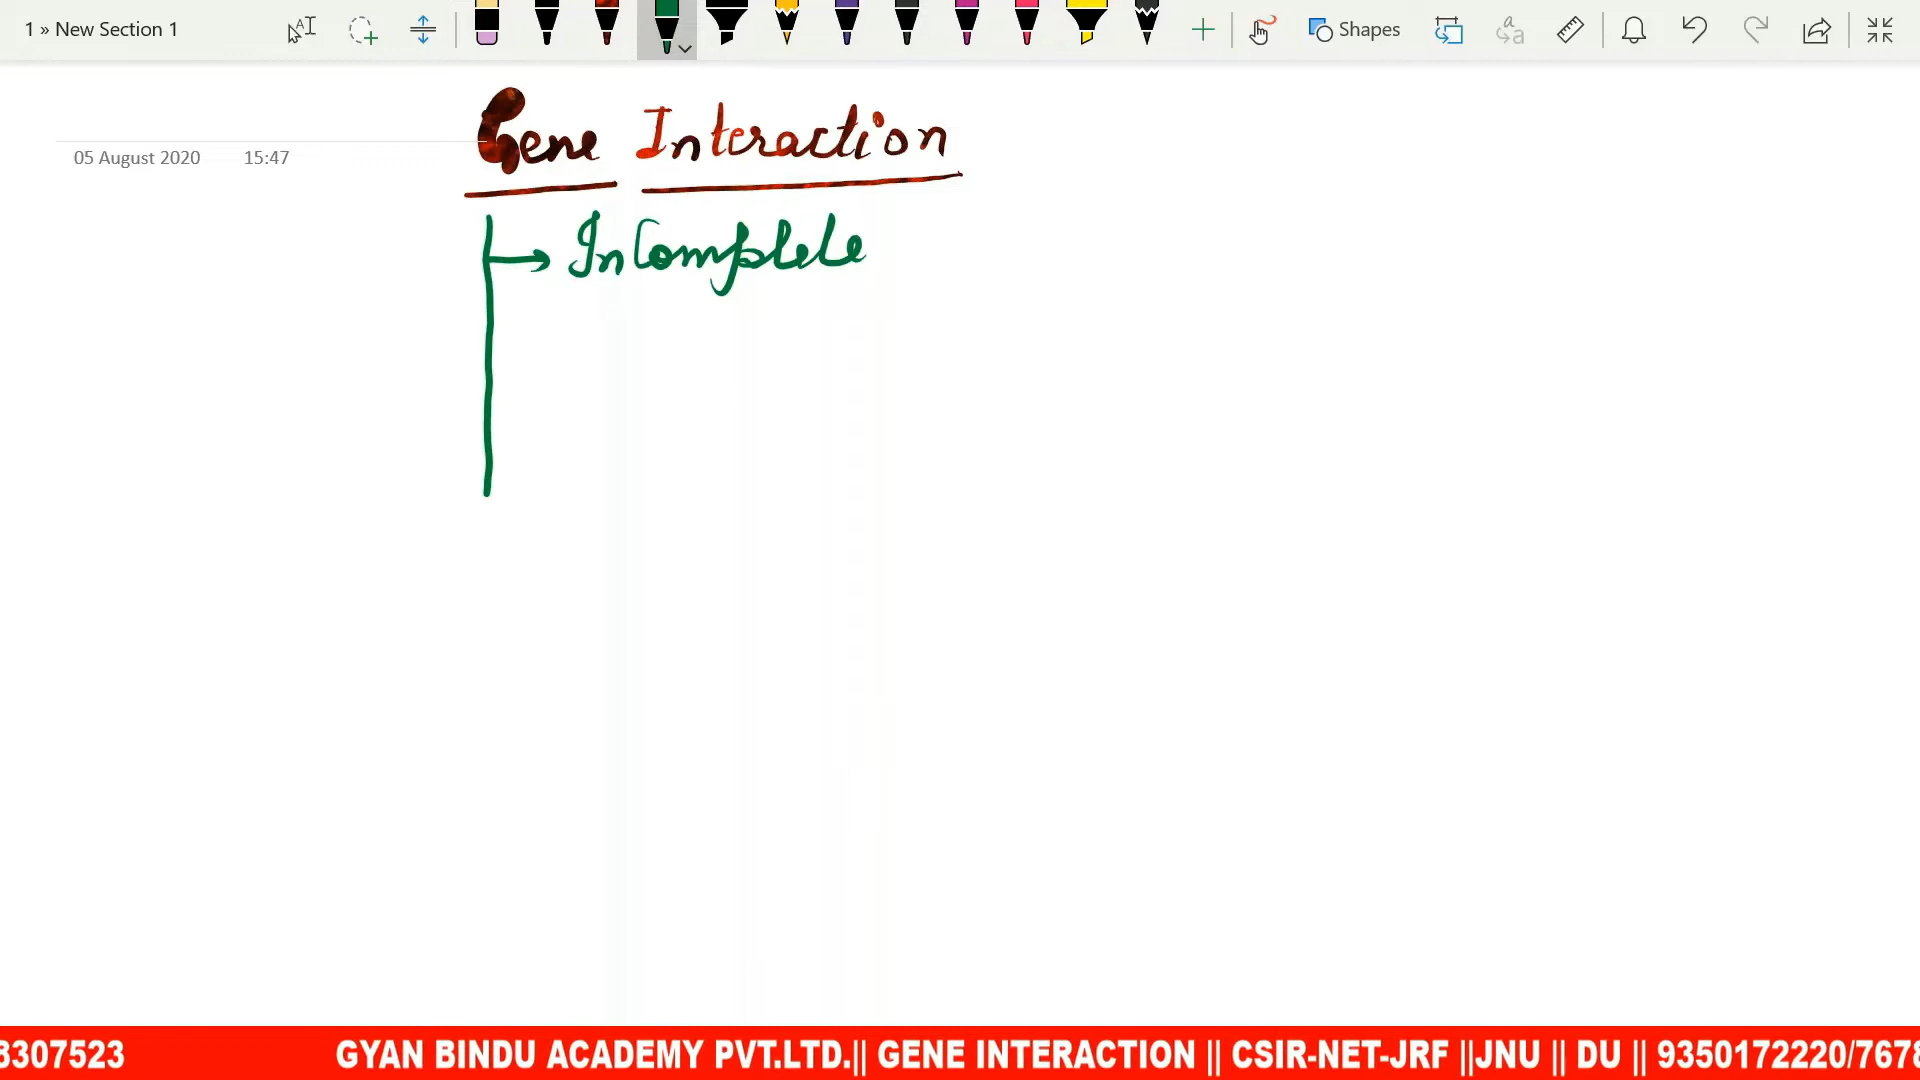 1 » New Section 1
Shapes
Gene Interaction
05 August 2020 15:47
InComplete
8307523 GYAN BINDU ACADEMY PVT.LTD.|| GENE INTERACTION || CSIR-NET-JRF ||JNU || DU || 9350172220/7678